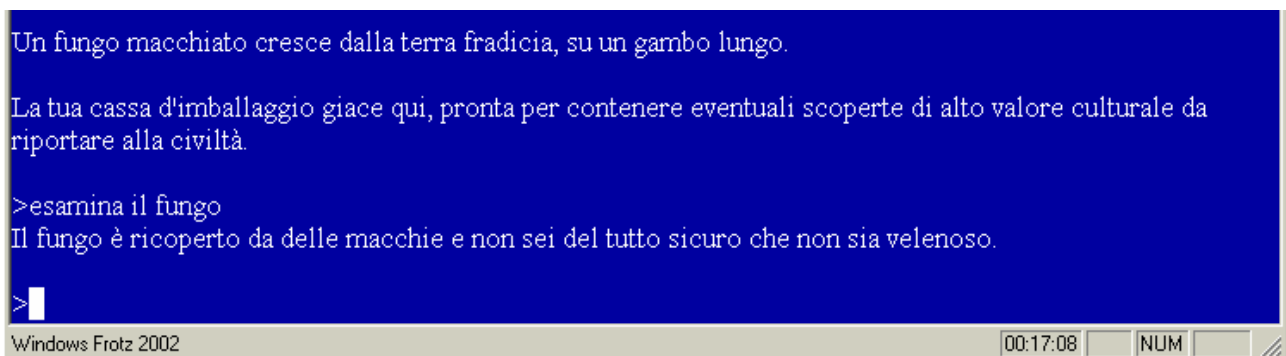 Un fungo macchiato cresce dalla terra fradicia, su un gambo lungo.
La tua cassa d'imballaggio giace qui, pronta per contenere eventuali scoperte di alto valore culturale da
riportare alla civiltà.
>esamina il fungo
Il fungo è ricoperto da delle macchie e non sei del tutto sicuro che non sia velenoso.
>
Windows Frotz 2002 00:17:08 NUM